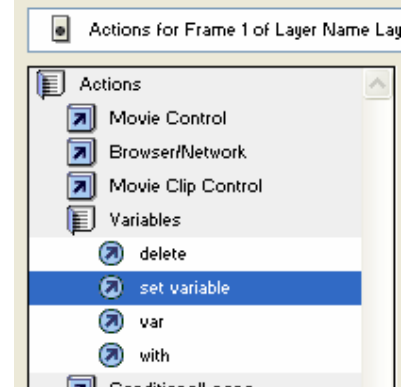 Actions for Frame 1 of Layer Name Lay
Actions
Movie Control
Browser/Network
Movie Clip Control
Variables
delete
set variable
var
with